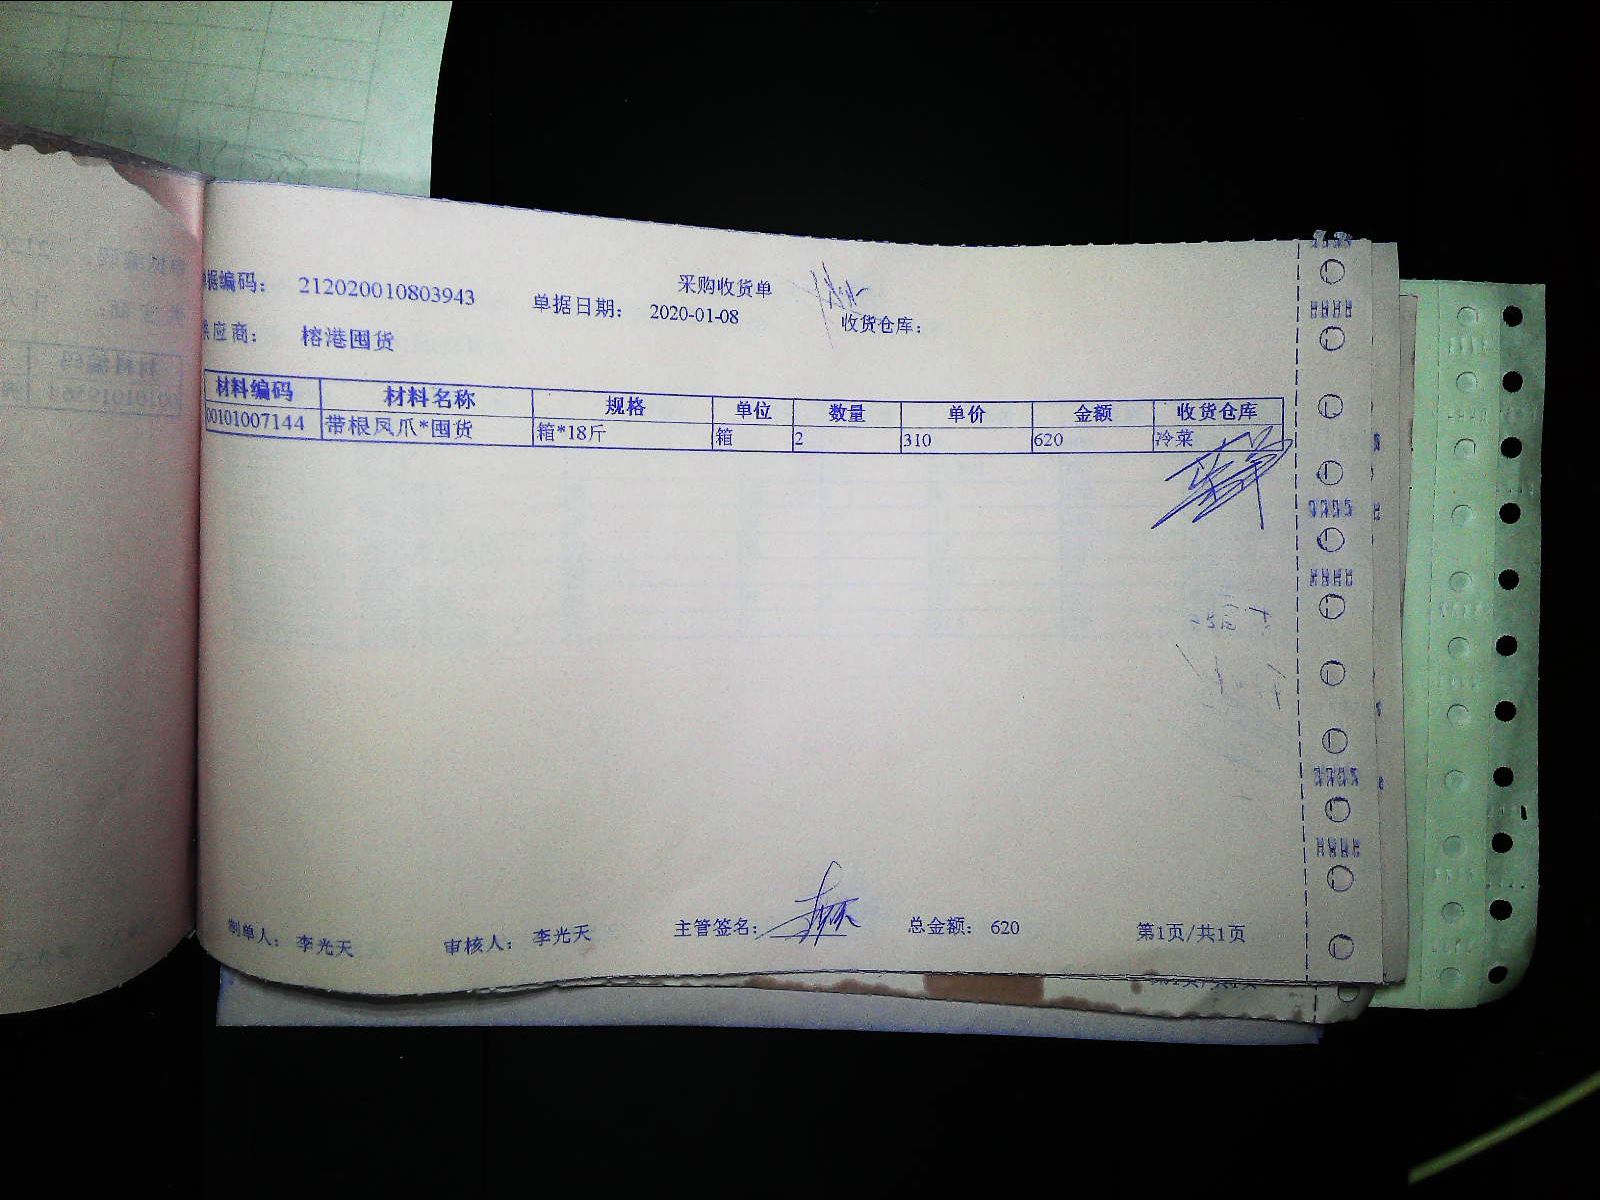 采购收货单
单据编码： 212020010803943 单据日期： 2020-01-08 收货仓库：
供应商： 榕港囤货
材料编码 材料名称 规格 单位 数量 单价 金额 收货仓库
00101007144 带根凤爪*囤货 箱*18斤 箱 2 310 620 冷菜
制单人： 李光天 审核人： 李光天 主管签名： 总金额： 620 第1页/共1页